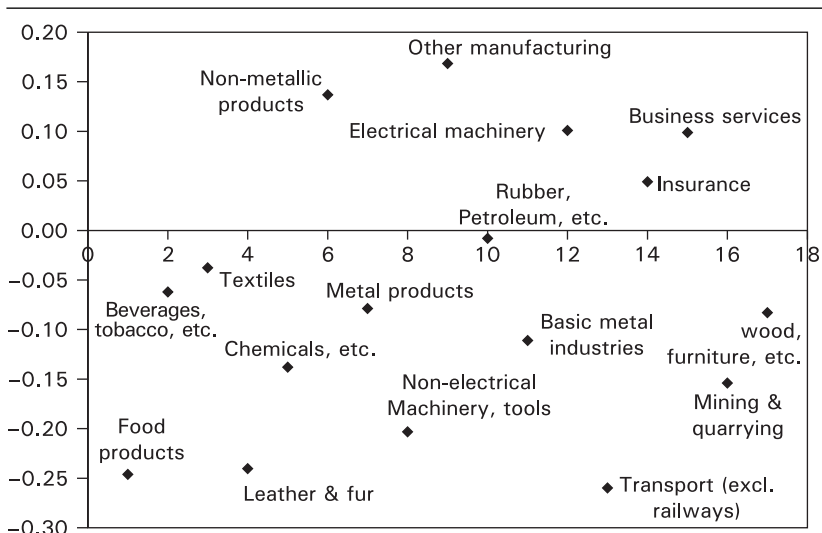 0.20
0.15
0.10
0.05
0.00
−0.05
−0.10
−0.15
−0.20
−0.25
−0.30
0
2
4
6
8
10
12
14
16
18
Other manufacturing
Non-metallic
products
Electrical machinery
Business services
Insurance
Rubber,
Petroleum, etc.
Textiles
Beverages,
tobacco, etc.
Metal products
Chemicals, etc.
Basic metal
industries
wood,
furniture, etc.
Non-electrical
Machinery, tools
Mining &
quarrying
Food
products
Leather & fur
Transport (excl.
railways)